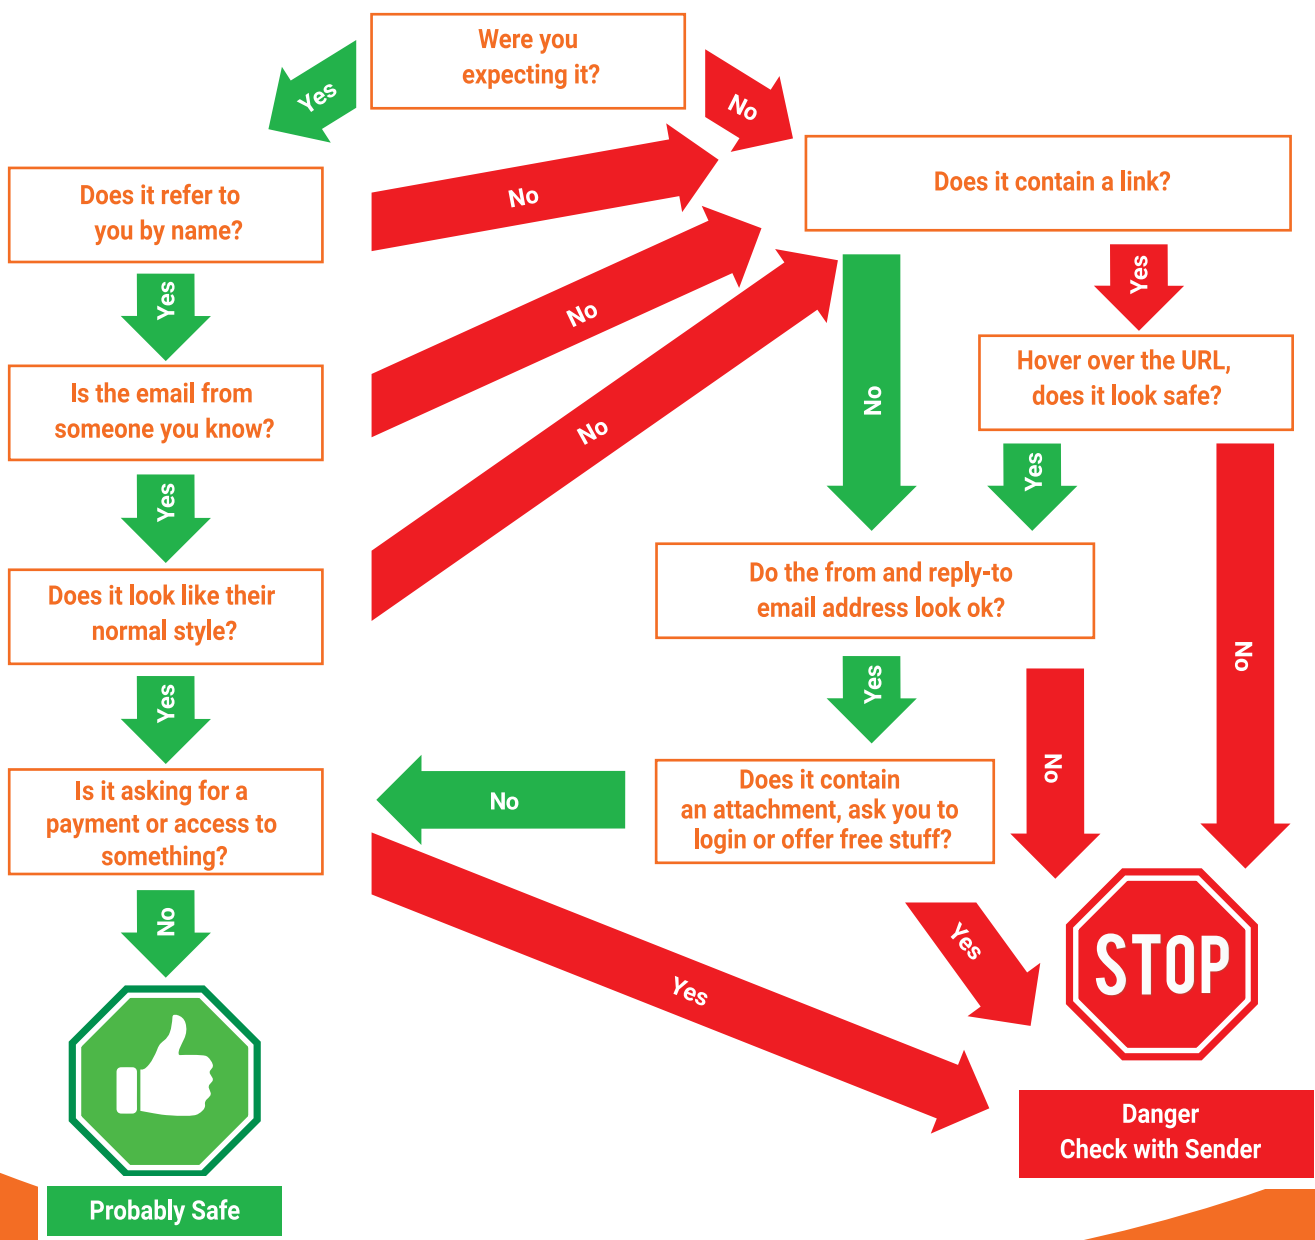 Were you
expecting it?
Yes
No
Does it refer to
you by name?
No
Does it contain a link?
Yes
Yes
Is the email from
someone you know?
No
No
Hover over the URL,
does it look safe?
Yes
No
Yes
No
Does it look like their
normal style?
Do the from and reply-to
email address look ok?
Yes
Yes
No
No
Is it asking for a
payment or access to
something?
No
Does it contain
an attachment, ask you to
login or offer free stuff?
No
Yes
Yes
STOP
Danger
Check with Sender
Probably Safe